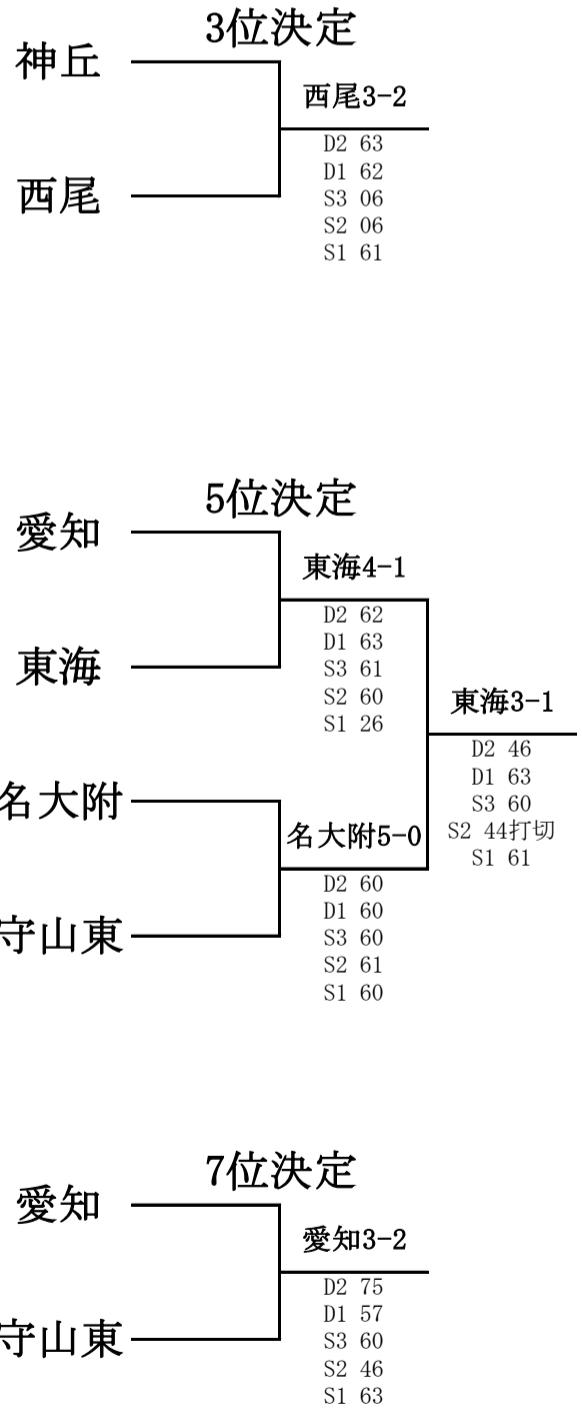 3位決定
神丘
西尾3-2
D2 63
D1 62
西尾
S3 06
S2 06
S1 61
5位決定
愛知
東海4-1
D2 62
D1 63
東海
S3 61
S2 60
S1 26
東海3-1
D2 46
D1 63
S3 60
S2 44打切
S1 61
名大附
名大附5-0
D2 60
D1 60
守山東
S3 60
S2 61
S1 60
7位決定
愛知
愛知3-2
D2 75
D1 57
守山東
S3 60
S2 46
S1 63